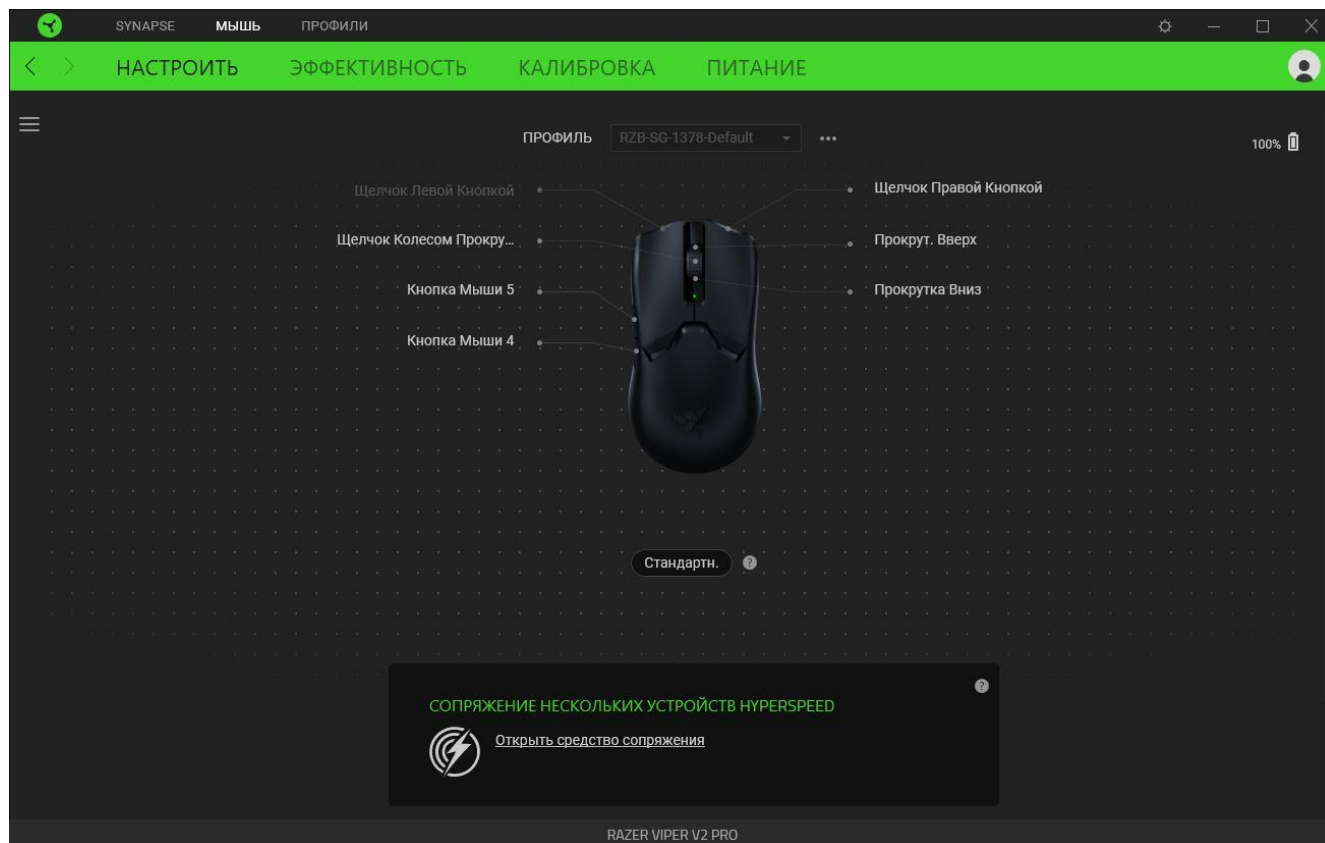 SYNAPSE МЫШЬ ПРОФИЛИ
НАСТРОИТЬ ЭФФЕКТИВНОСТЬ КАЛИБРОВКА ПИТАНИЕ
ПРОФИЛЬ RZB-SG-1378-Default
100%
Щелчок Левой Кнопкой Щелчок Правой Кнопкой
Щелчок Колесом Прокру... Прокрут. Вверх
Кнопка Мыши 5 Прокрутка Вниз
Кнопка Мыши 4
Стандартн. ?
?
СОПРЯЖЕНИЕ НЕСКОЛЬКИХ УСТРОЙСТВ HYPERSPEED
Открыть средство сопряжения
RAZER VIPER V2 PRO